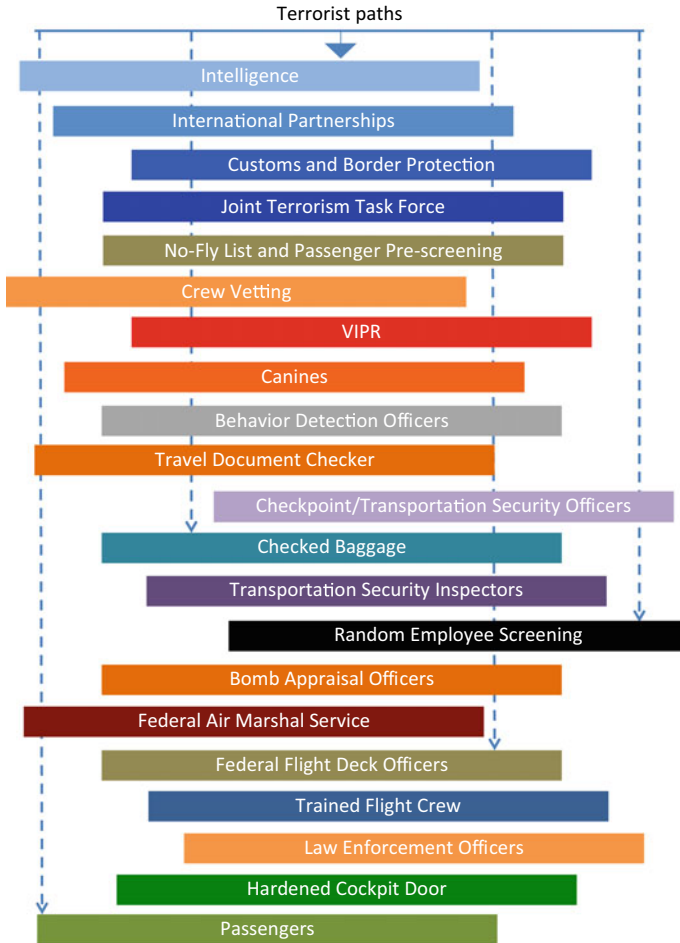 Terrorist paths
Intelligence
International Partnerships
Customs and Border Protection
Joint Terrorism Task Force
No-Fly List and Passenger Pre-screening
Crew Vetting
VIPR
Canines
Behavior Detection Officers
Travel Document Checker
Checkpoint/Transportation Security Officers
Checked Baggage
Transportation Security Inspectors
Random Employee Screening
Bomb Appraisal Officers
Federal Air Marshal Service
Federal Flight Deck Officers
Trained Flight Crew
Law Enforcement Officers
Hardened Cockpit Door
Passengers